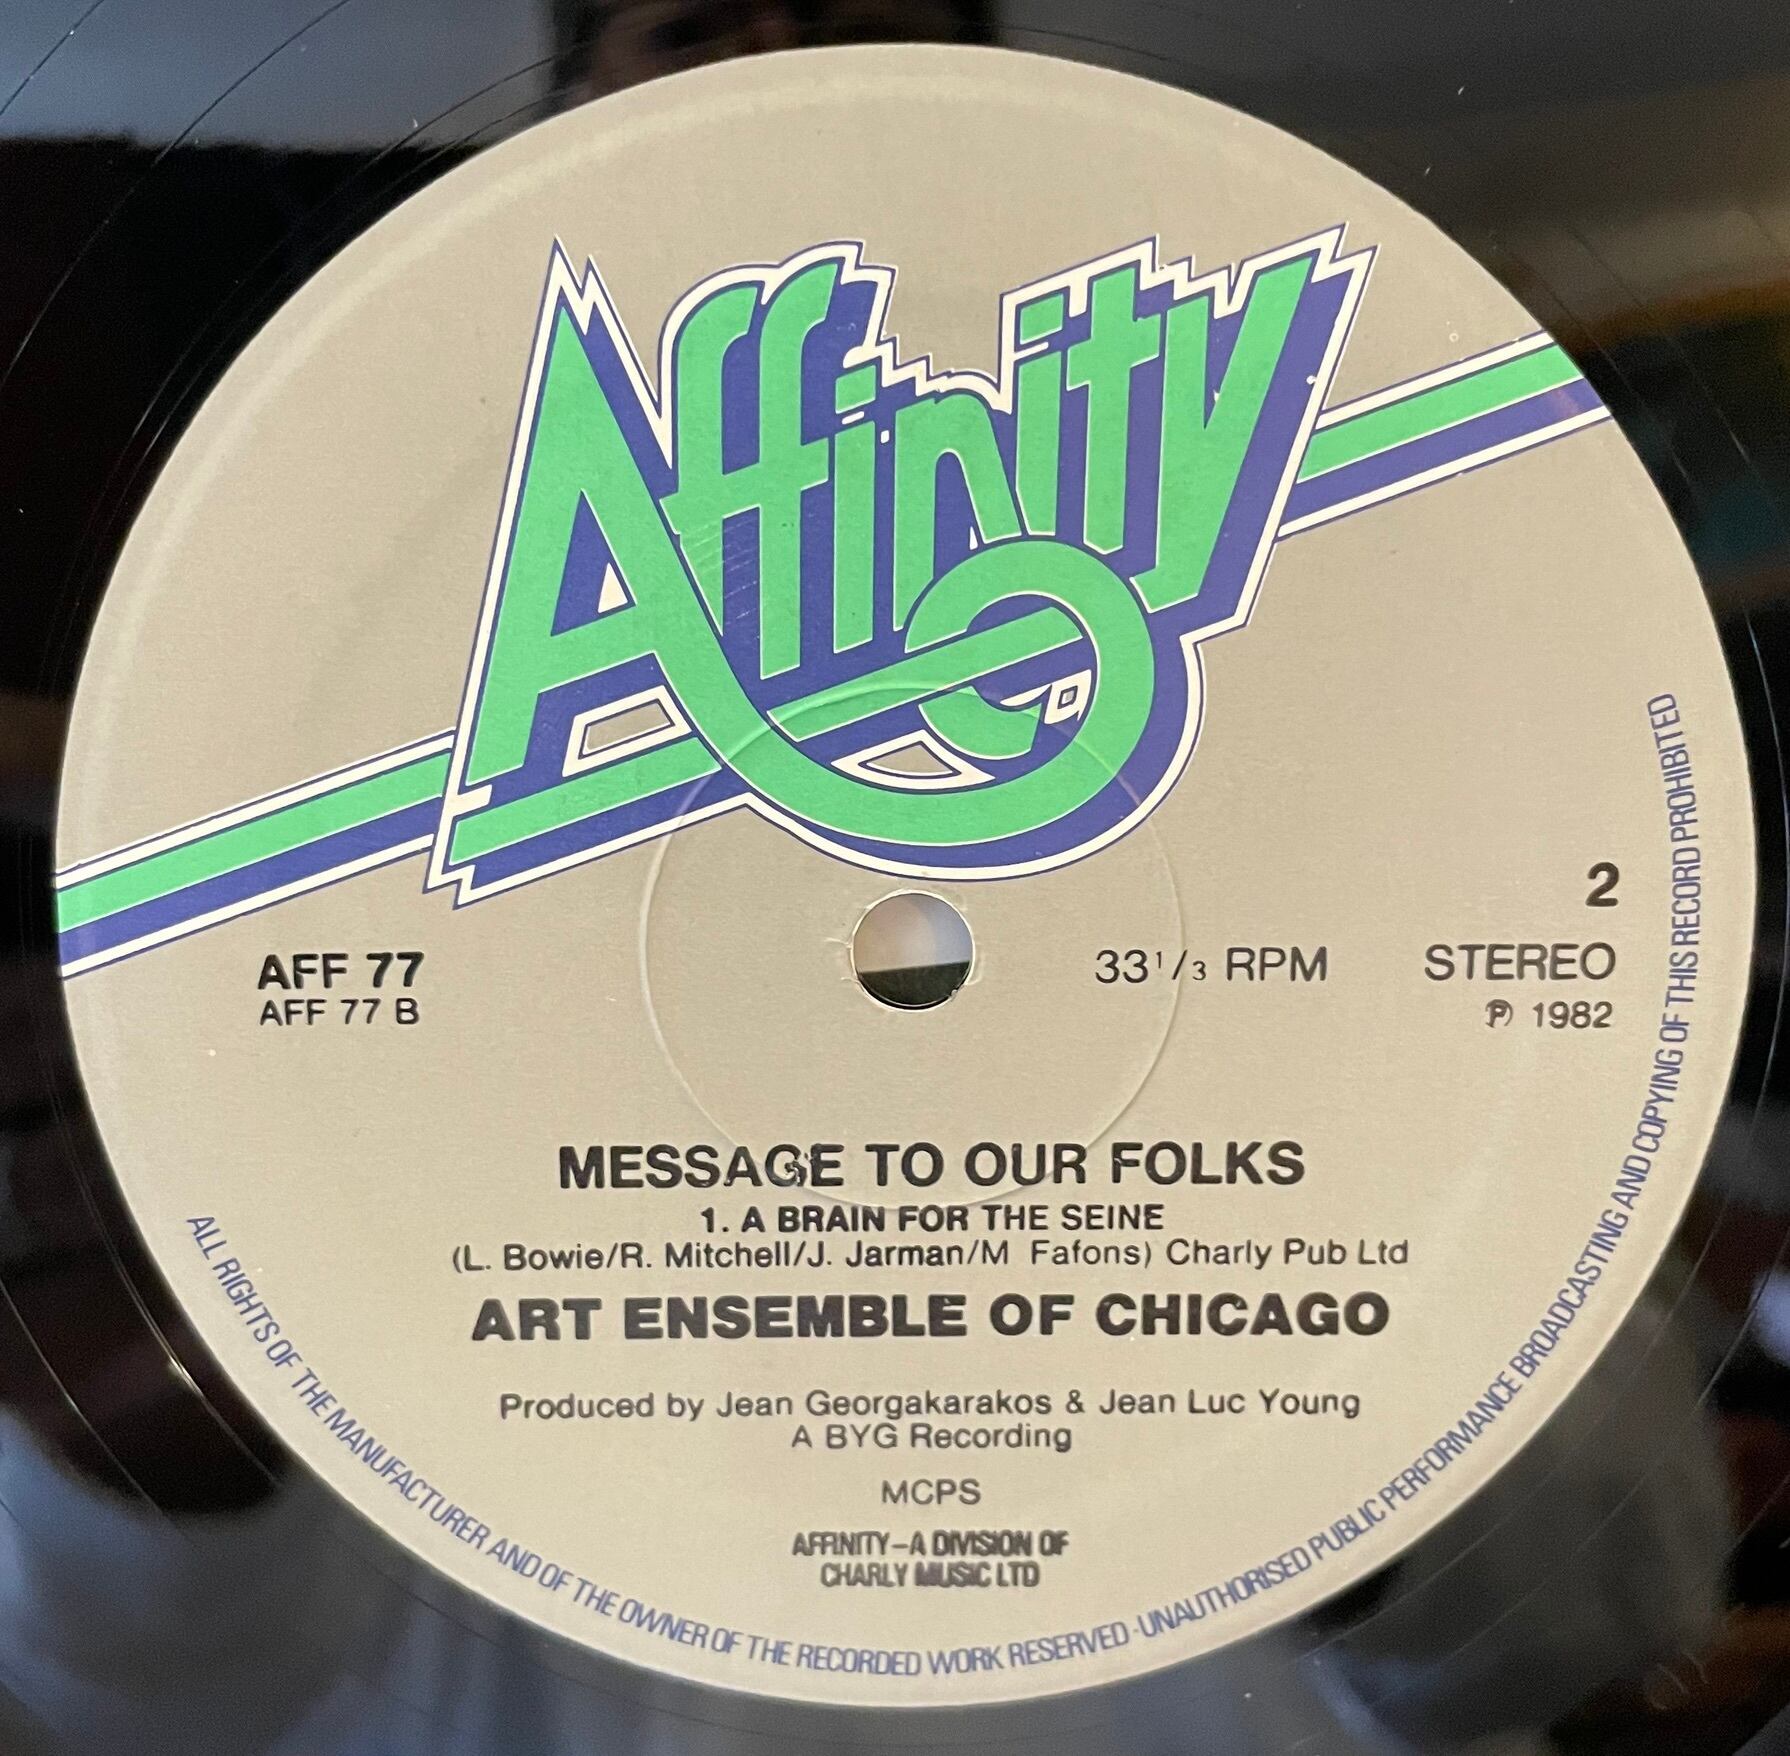 Affinity
2
AFF 77
33 1/3 RPM
STEREO
AFF 77 B
℗ 1982
MESSAGE TO OUR FOLKS
1. A BRAIN FOR THE SEINE
(L. Bowie/R. Mitchell/J. Jarman/M Fafons) Charly Pub Ltd
ART ENSEMBLE OF CHICAGO
Produced by Jean Georgakarakos & Jean Luc Young
A BYG Recording
MCPS
AFFINITY–A DIVISION OF
CHARLY MUSIC LTD
ALL RIGHTS OF THE MANUFACTURER AND OF THE OWNER OF THE RECORDED WORK RESERVED · UNAUTHORISED PUBLIC PERFORMANCE BROADCASTING AND COPYING OF THIS RECORD PROHIBITED